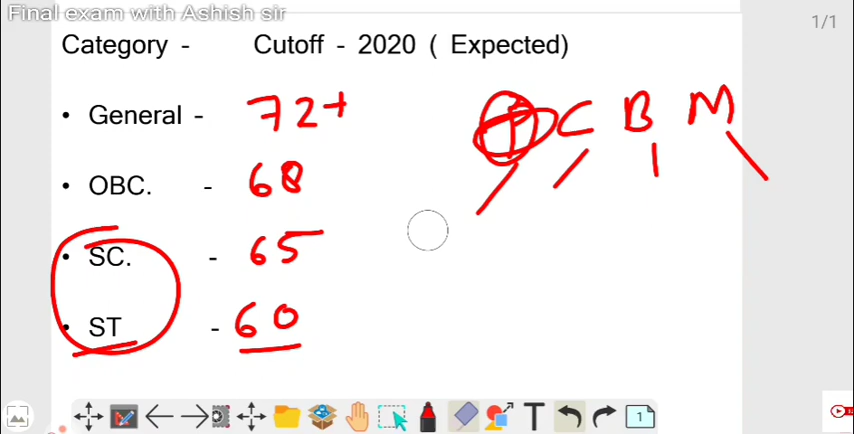 Final exam with Ashish sir
1/1
Category - Cutoff - 2020 ( Expected)
• General - 72+
C B M
• OBC. - 68
• SC. - 65
• ST - 60
T
1